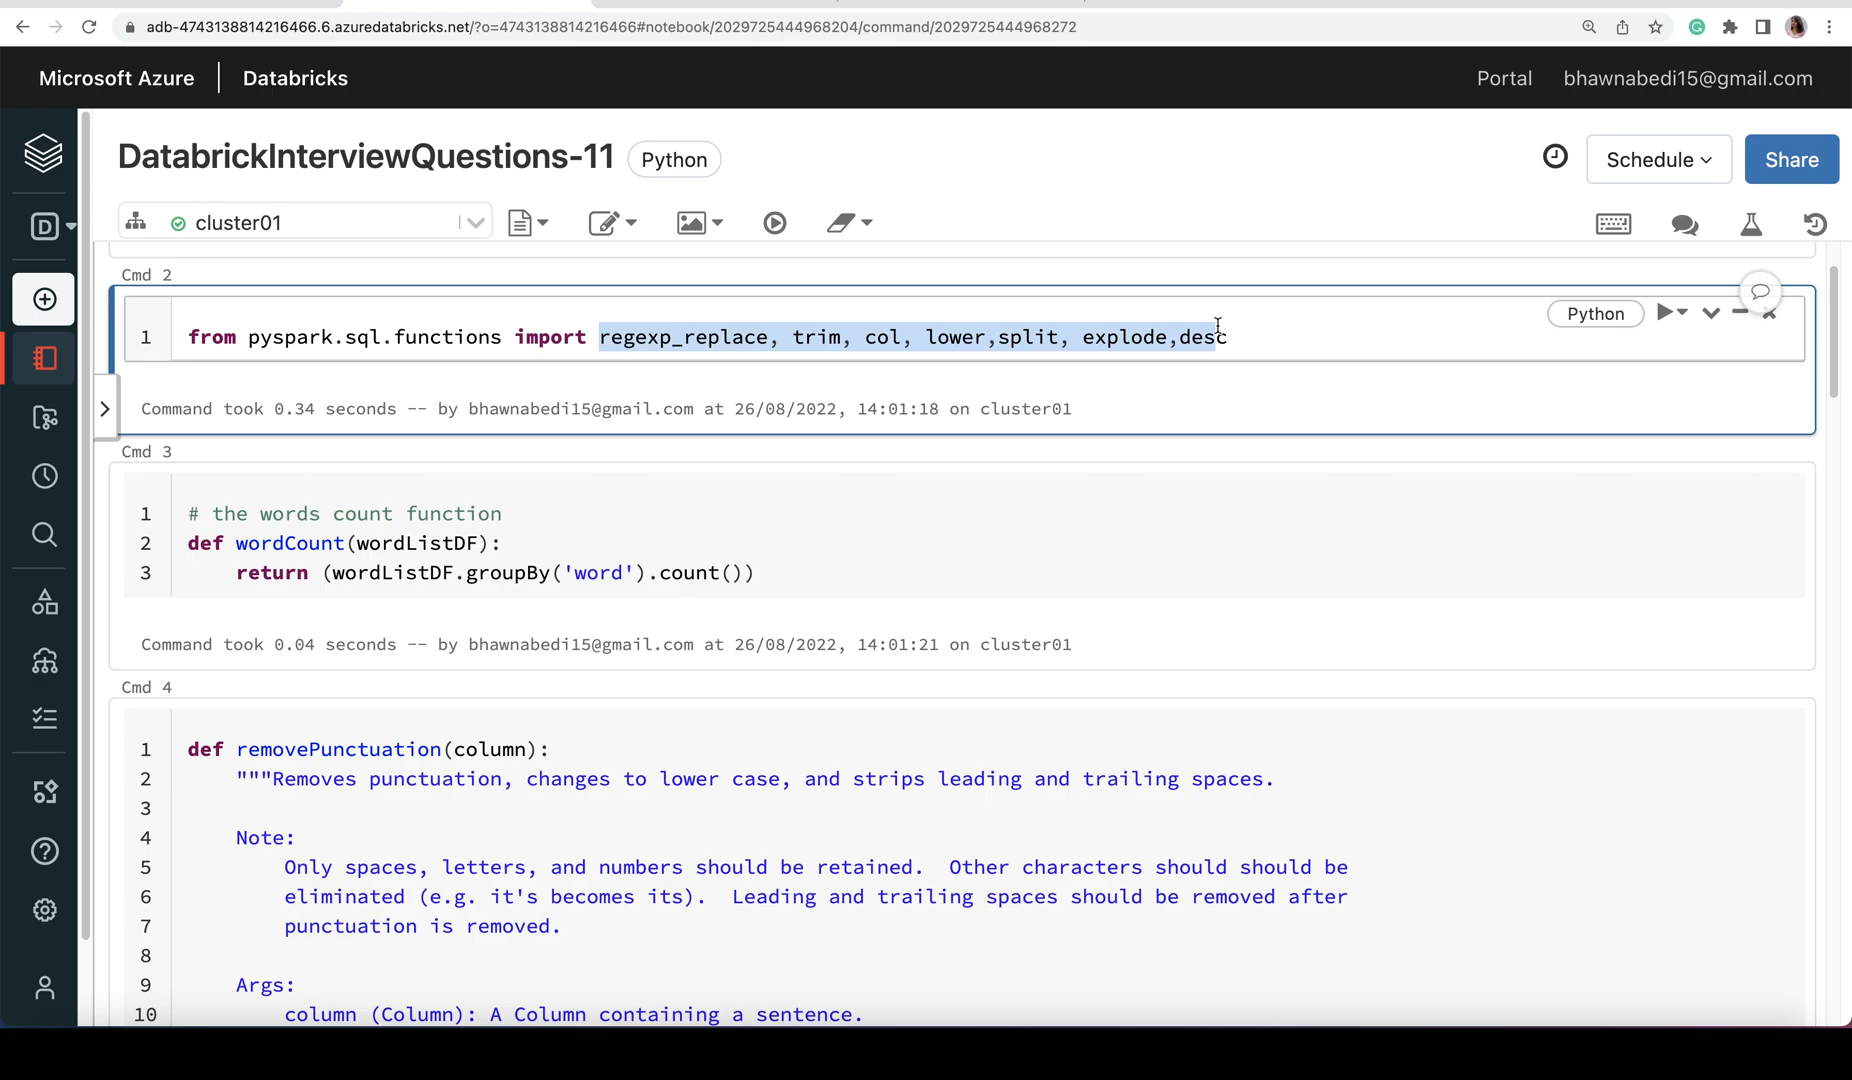 adb-4743138814216466.6.azuredatabricks.net/?o=4743138814216466#notebook/2029725444968204/command/2029725444968272
Microsoft Azure | Databricks Portal bhawnabedi15@gmail.com
DatabrickInterviewQuestions-11 Python Schedule Share
D cluster01
Cmd 2
Python
1 from pyspark.sql.functions import regexp_replace, trim, col, lower,split, explode,desc
Command took 0.34 seconds -- by bhawnabedi15@gmail.com at 26/08/2022, 14:01:18 on cluster01
Cmd 3
1 # the words count function
2 def wordCount(wordListDF):
3 return (wordListDF.groupBy('word').count())
Command took 0.04 seconds -- by bhawnabedi15@gmail.com at 26/08/2022, 14:01:21 on cluster01
Cmd 4
1 def removePunctuation(column):
2 """Removes punctuation, changes to lower case, and strips leading and trailing spaces.
3
4 Note:
5 Only spaces, letters, and numbers should be retained.  Other characters should should be
6 eliminated (e.g. it's becomes its).  Leading and trailing spaces should be removed after
7 punctuation is removed.
8
9 Args:
10 column (Column): A Column containing a sentence.